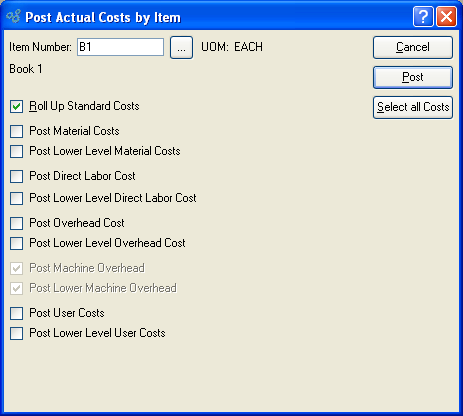 Post Actual Costs by Item
Item Number: B1 ... UOM: EACH
Cancel
Book 1
Post
Roll Up Standard Costs
Select all Costs
Post Material Costs
Post Lower Level Material Costs
Post Direct Labor Cost
Post Lower Level Direct Labor Cost
Post Overhead Cost
Post Lower Level Overhead Cost
Post Machine Overhead
Post Lower Machine Overhead
Post User Costs
Post Lower Level User Costs